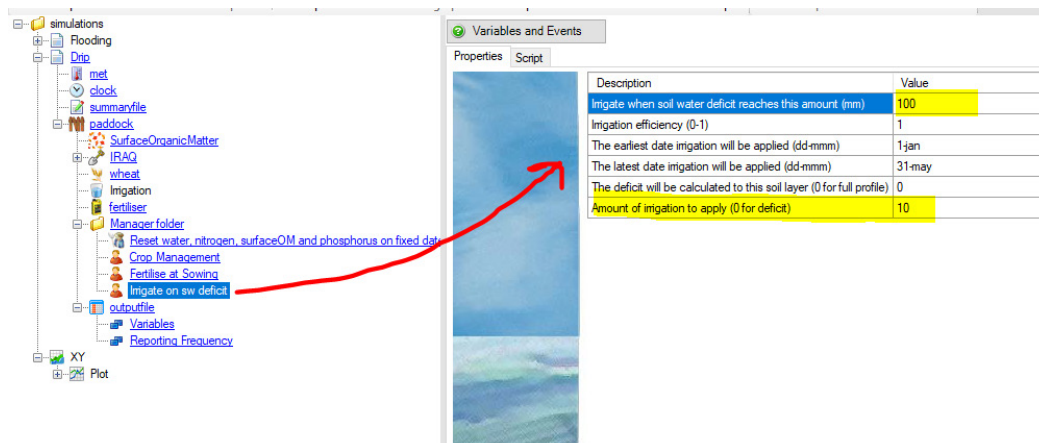 simulations
Flooding
Drip
met
clock
summaryfile
paddock
SurfaceOrganicMatter
IRAQ
wheat
Irrigation
fertiliser
Manager folder
Reset water, nitrogen, surfaceOM and phosphorus on fixed dat
Crop Management
Fertilise at Sowing
Irrigate on sw deficit
outputfile
Variables
Reporting Frequency
XY
Plot
Variables and Events
Properties Script
Description Value
Irrigate when soil water deficit reaches this amount (mm) 100
Irrigation efficiency (0-1) 1
The earliest date irrigation will be applied (dd-mmm) 1-jan
The latest date irrigation will be applied (dd-mmm) 31-may
The deficit will be calculated to this soil layer (0 for full profile) 0
Amount of irrigation to apply (0 for deficit) 10